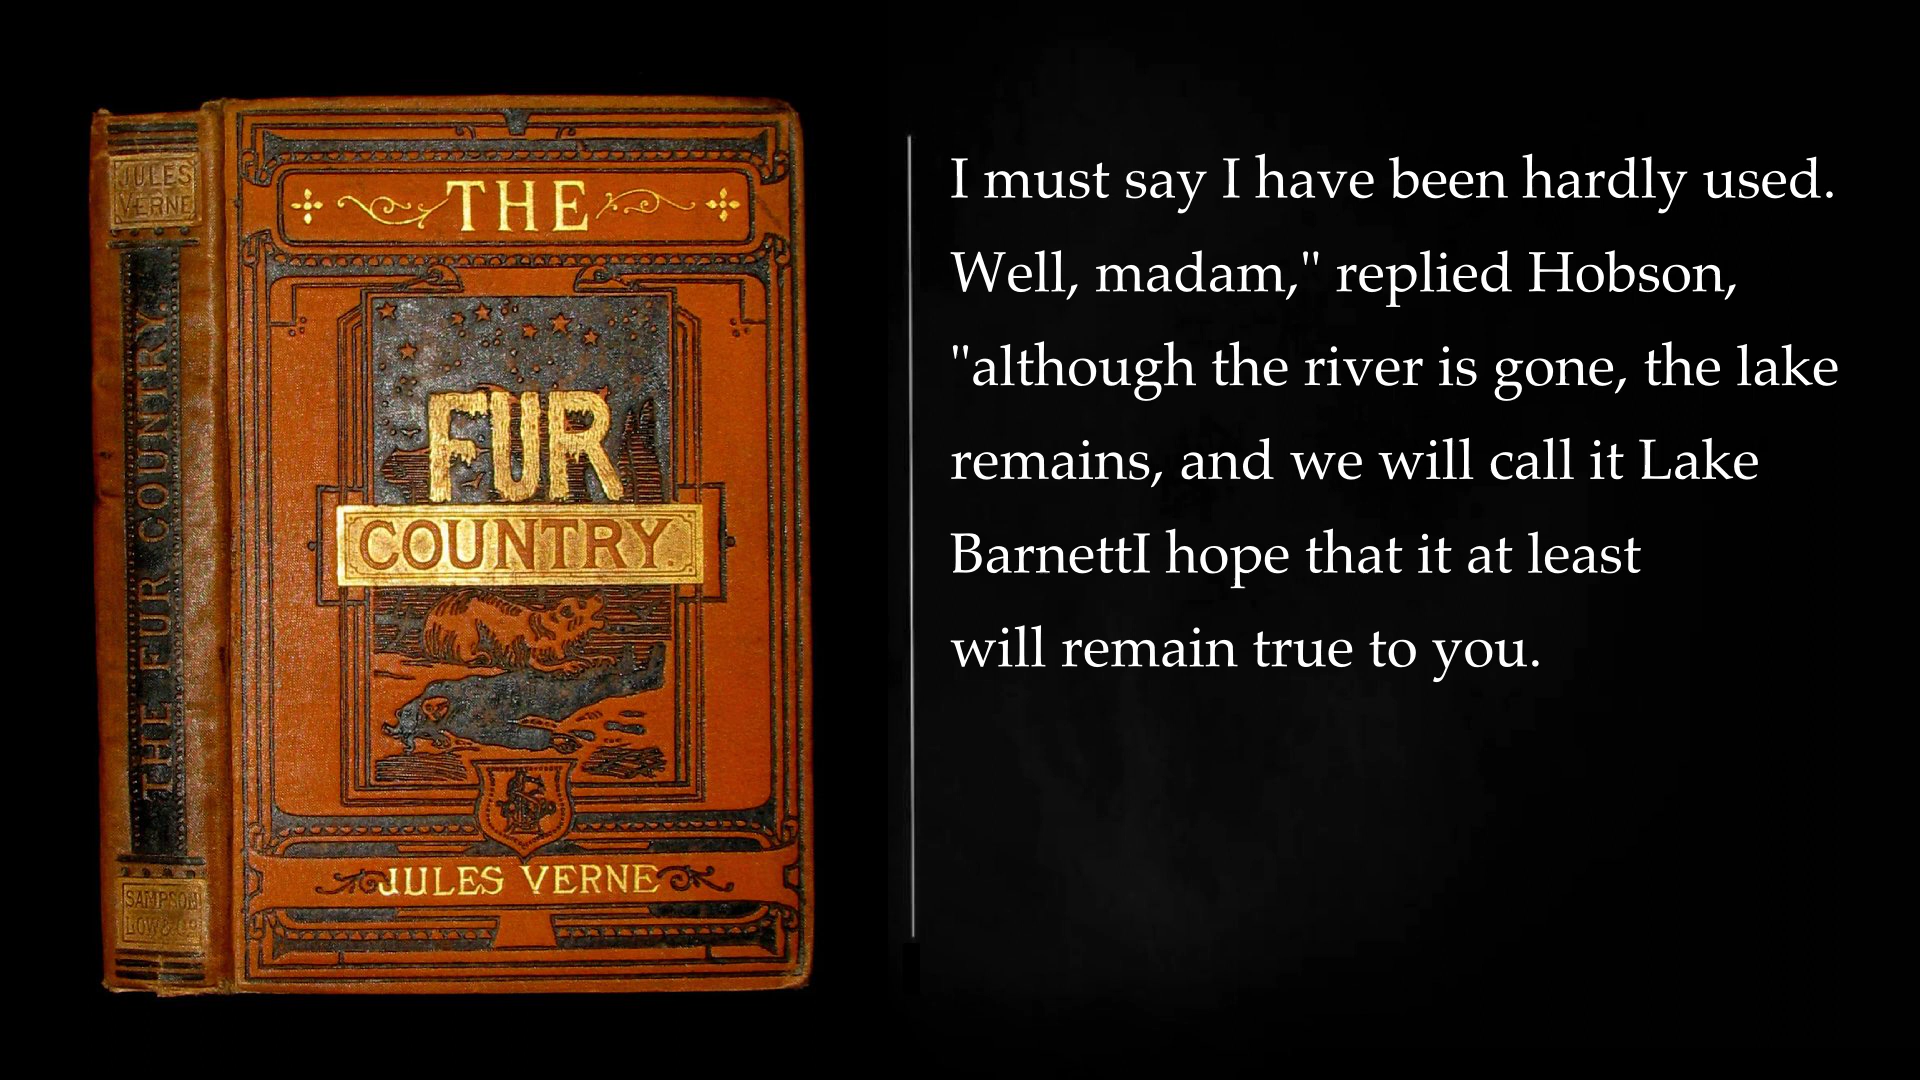 JULES
VERNE
THE FUR COUNTRY.
SAMPSON
LOW & Co
THE
FUR
COUNTRY.
JULES VERNE
I must say I have been hardly used.
Well, madam," replied Hobson,
"although the river is gone, the lake
remains, and we will call it Lake
BarnettI hope that it at least
will remain true to you.